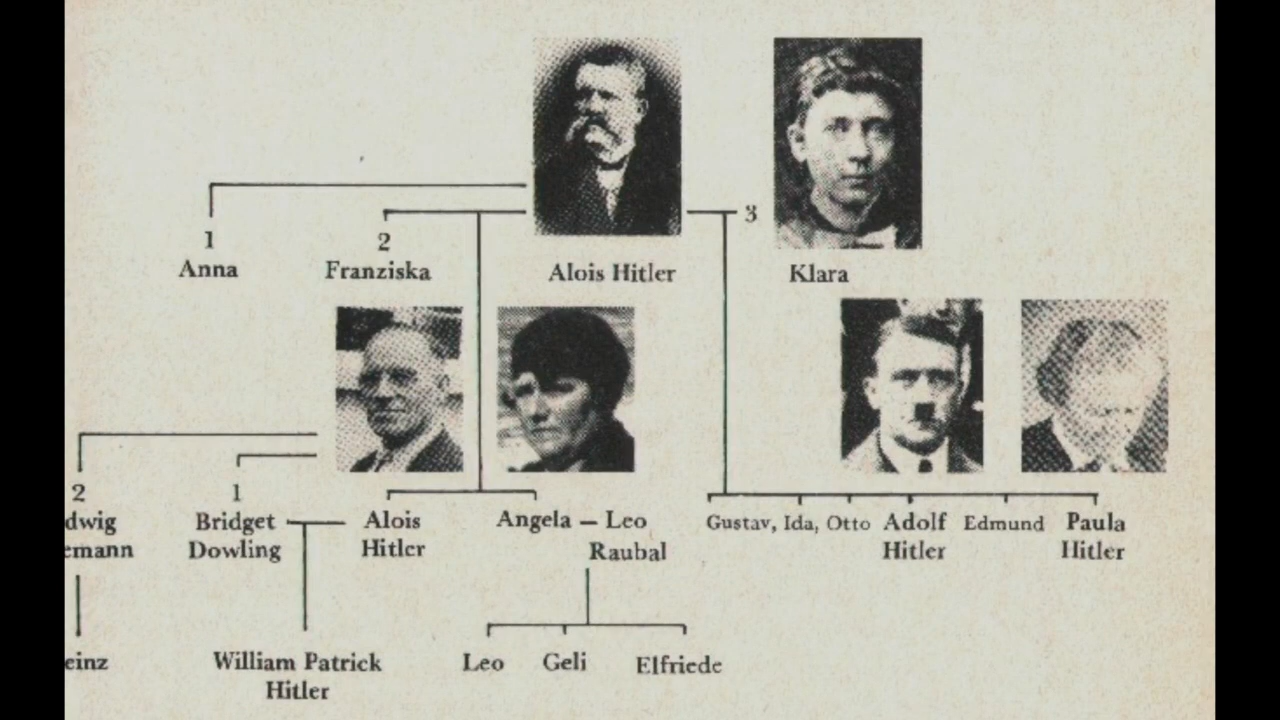 3
1
2
Anna
Franziska
Alois Hitler
Klara
2
1
dwig
Bridget
Alois
Angela – Leo
Gustav, Ida, Otto
Adolf
Edmund
Paula
emann
Dowling
Hitler
Raubal
Hitler
Hitler
einz
William Patrick
Leo
Geli
Elfriede
Hitler